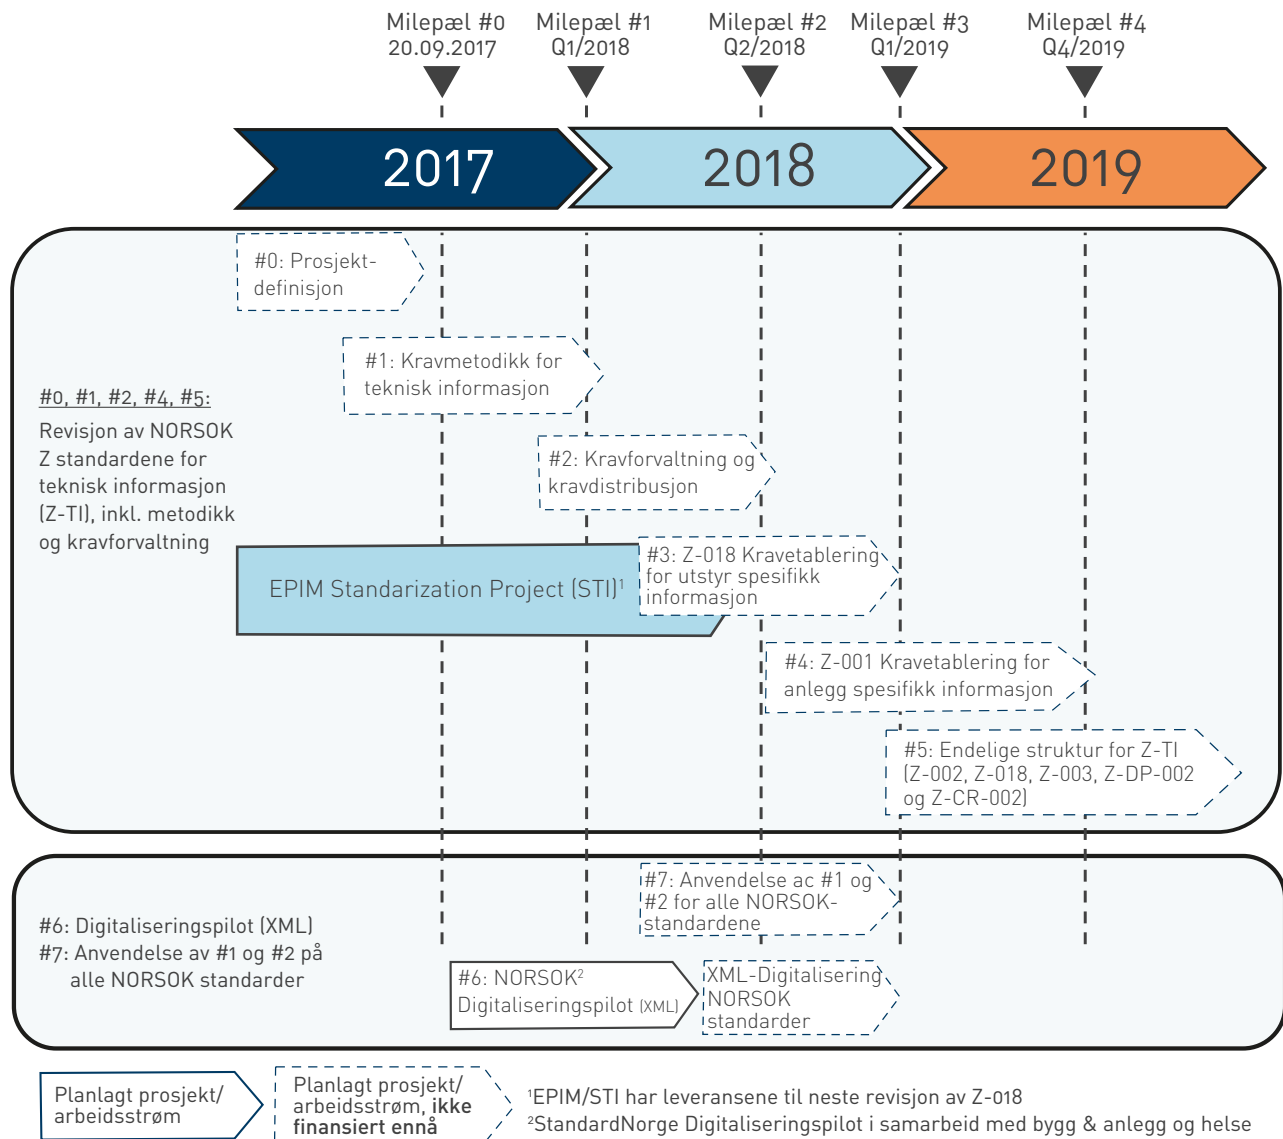 Milepæl #0
20.09.2017
Milepæl #1
Q1/2018
Milepæl #2
Q2/2018
Milepæl #3
Q1/2019
Milepæl #4
Q4/2019
2017
2018
2019
#0: Prosjekt-
definisjon
#1: Kravmetodikk for
teknisk informasjon
#0, #1, #2, #4, #5:
Revisjon av NORSOK
Z standardene for
teknisk informasjon
(Z-TI), inkl. metodikk
og kravforvaltning
#2: Kravforvaltning og
kravdistribusjon
EPIM Standarization Project (STI)¹
#3: Z-018 Kravetablering
for utstyr spesifikk
informasjon
#4: Z-001 Kravetablering for
anlegg spesifikk informasjon
#5: Endelige struktur for Z-TI
(Z-002, Z-018, Z-003, Z-DP-002
og Z-CR-002)
#6: Digitaliseringspilot (XML)
#7: Anvendelse av #1 og #2 på
alle NORSOK standarder
#7: Anvendelse ac #1 og
#2 for alle NORSOK-
standardene
#6: NORSOK²
Digitaliseringspilot (XML)
XML-Digitalisering
NORSOK
standarder
Planlagt prosjekt/
arbeidsstrøm
Planlagt prosjekt/
arbeidsstrøm, ikke
finansiert ennå
¹EPIM/STI har leveransene til neste revisjon av Z-018
²StandardNorge Digitaliseringspilot i samarbeid med bygg & anlegg og helse